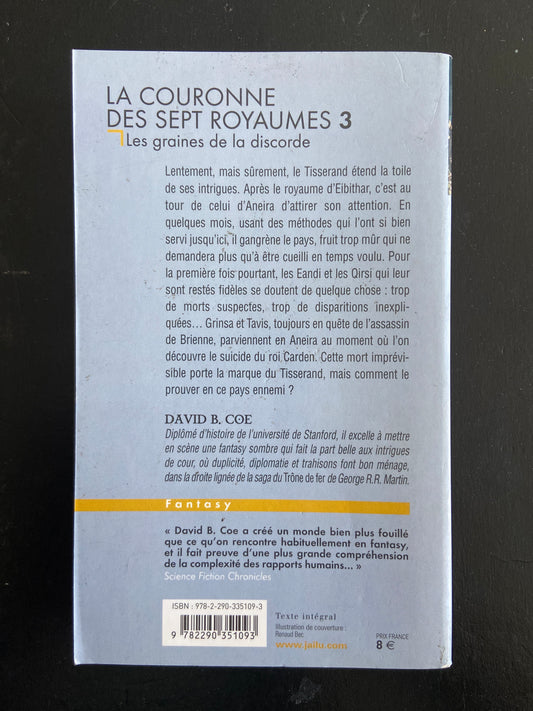 LA COURONNE
DES SEPT ROYAUMES 3
Les graines de la discorde
Lentement, mais sûrement, le Tisserand étend la toile
de ses intrigues. Après le royaume d'Eibithar, c'est au
tour de celui d'Aneira d'attirer son attention. En
quelques mois, usant des méthodes qui l'ont si bien
servi jusqu'ici, il gangrène le pays, fruit trop mûr qui ne
demandera plus qu'à être cueilli en temps voulu. Pour
la première fois pourtant, les Eandi et les Qirsi qui leur
sont restés fidèles se doutent de quelque chose : trop
de morts suspectes, trop de disparitions inexpli-
quées... Grinsa et Tavis, toujours en quête de l'assassin
de Brienne, parviennent en Aneira au moment où l'on
découvre le suicide du roi Carden. Cette mort imprévi-
sible porte la marque du Tisserand, mais comment le
prouver en ce pays ennemi ?
DAVID B. COE
Diplômé d'histoire de l'université de Stanford, il excelle à mettre
en scène une fantasy sombre qui fait la part belle aux intrigues
de cour, où duplicité, diplomatie et trahisons font bon ménage,
dans la droite lignée de la saga du Trône de fer de George R.R. Martin.
Fantasy
« David B. Coe a créé un monde bien plus fouillé
que ce qu'on rencontre habituellement en fantasy,
et il fait preuve d'une plus grande compréhension
de la complexité des rapports humains... »
Science Fiction Chronicles
ISBN : 978-2-290-335109-3
9 782290 351093
Texte intégral
Illustration de couverture :
Renaud Bec
www.jailu.com
PRIX FRANCE
8 €